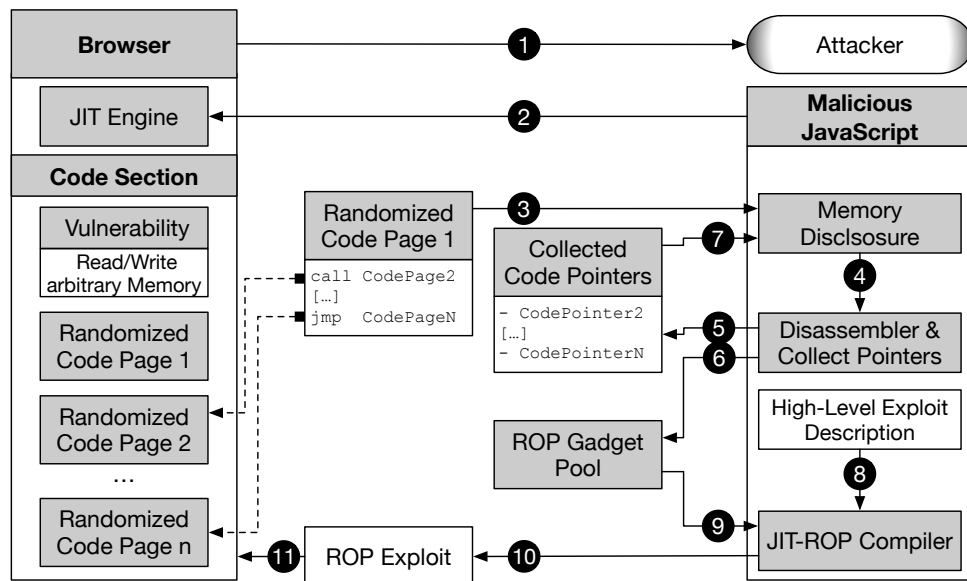 Browser
1
Attacker
JIT Engine
2
Malicious
JavaScript
Code Section
Vulnerability
Read/Write
arbitrary Memory
Randomized
Code Page 1
Randomized
Code Page 2
...
Randomized
Code Page n
Randomized
Code Page 1
call CodePage2
[...]
jmp CodePageN
3
Collected
Code Pointers
- CodePointer2
[...]
- CodePointerN
7
Memory
Disclsosure
4
5
6
Disassembler &
Collect Pointers
High-Level Exploit
Description
8
ROP Gadget
Pool
9
JIT-ROP Compiler
10
ROP Exploit
11